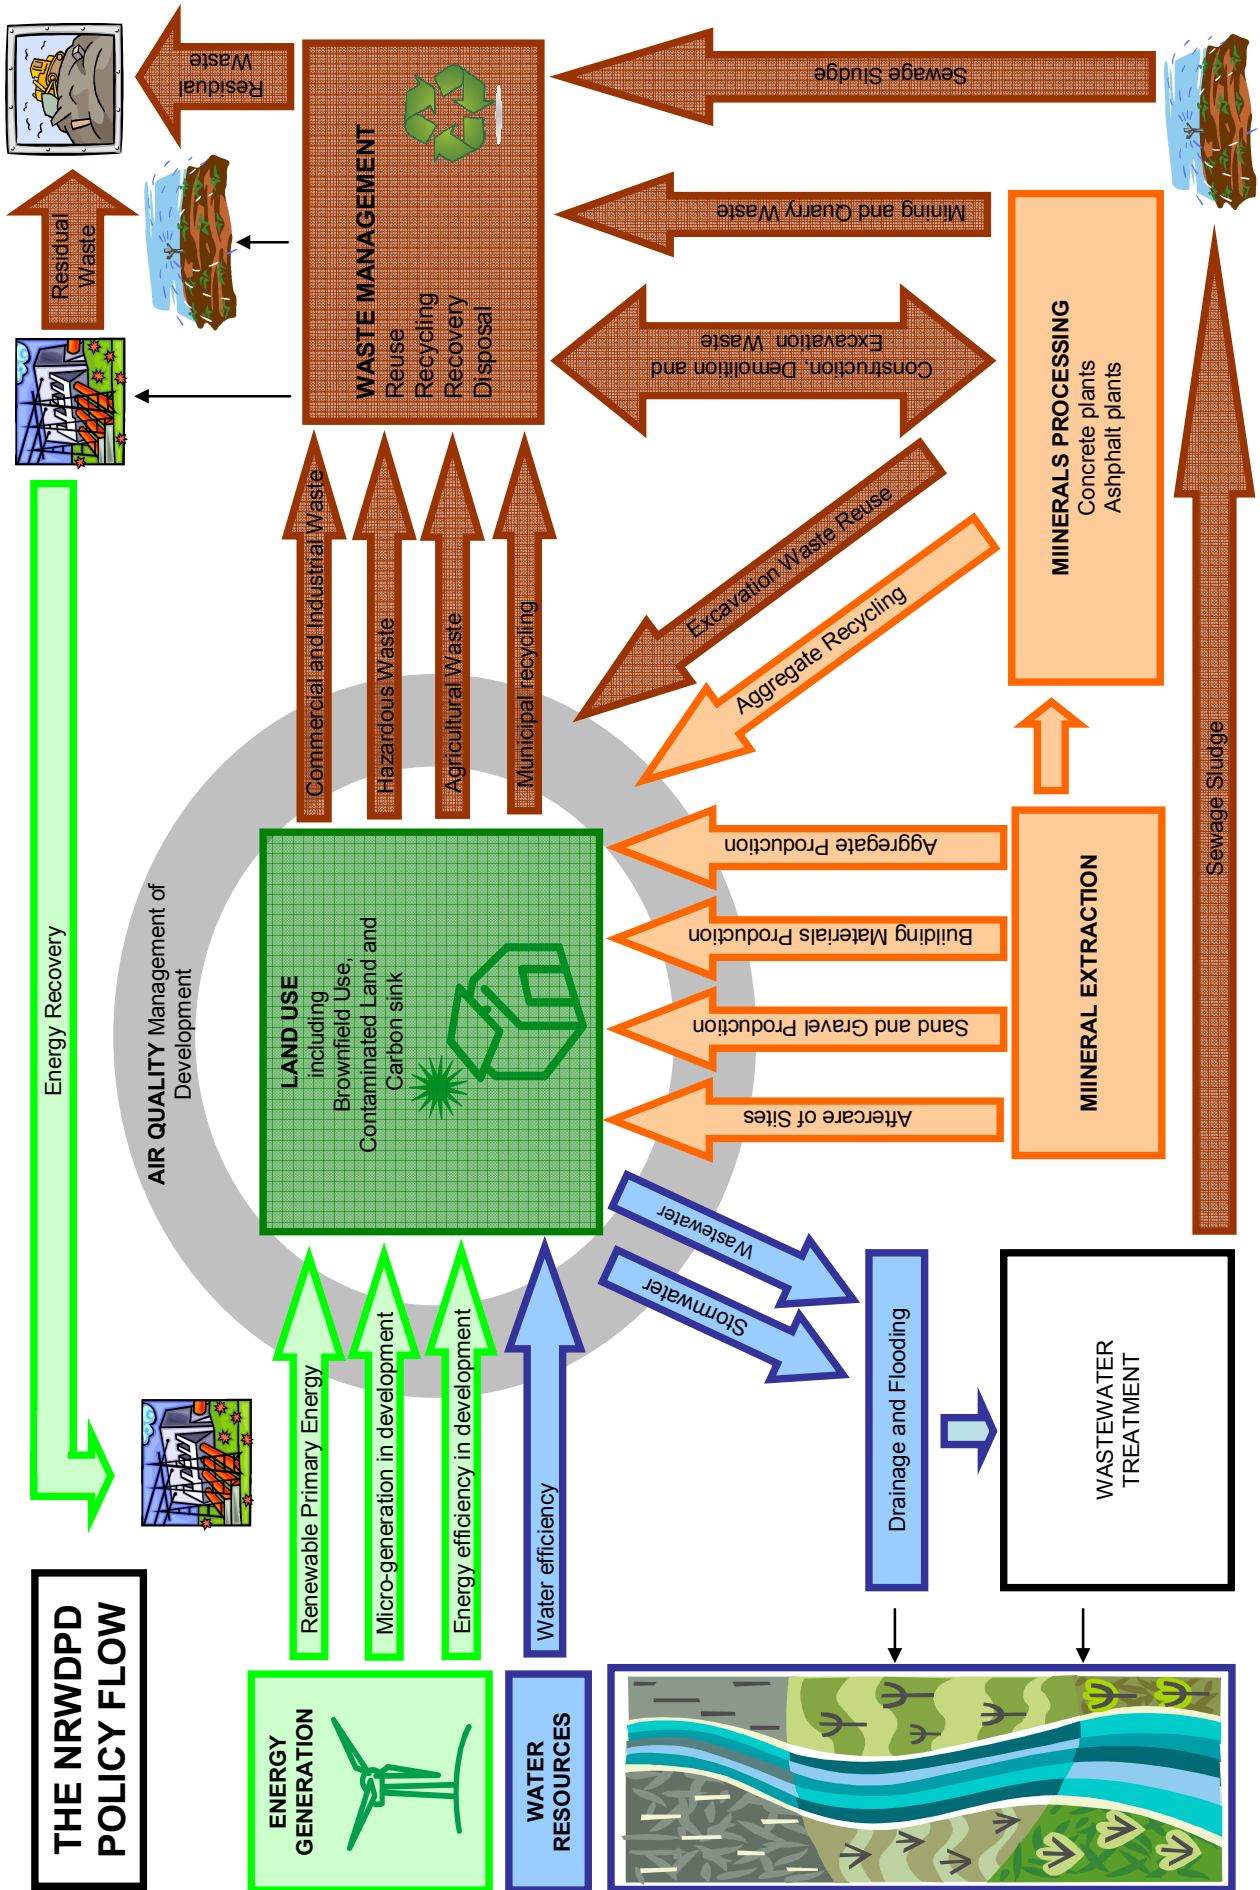 THE NRWDPD
POLICY FLOW
Energy Recovery
Residual
Waste
Residual
Waste
AIR QUALITY Management of
Development
ENERGY
GENERATION
Renewable Primary Energy
Micro-generation in development
Energy efficiency in development
WATER
RESOURCES
Water efficiency
LAND USE
including
Brownfield Use,
Contaminated Land and
Carbon sink
Commercial and Industrial Waste
Hazardous Waste
Agricultural Waste
Municipal recycling
WASTE MANAGEMENT
Reuse
Recycling
Recovery
Disposal
Stormwater
Wastewater
Aftercare of Sites
Sand and Gravel Production
Building Materials Production
Aggregate Production
Aggregate Recycling
Excavation Waste Reuse
Construction, Demolition and
Excavation Waste
Mining and Quarry Waste
Sewage Sludge
Drainage and Flooding
WASTEWATER
TREATMENT
MIINERAL EXTRACTION
MIINERALS PROCESSING
Concrete plants
Ashphalt plants
Sewage Sludge